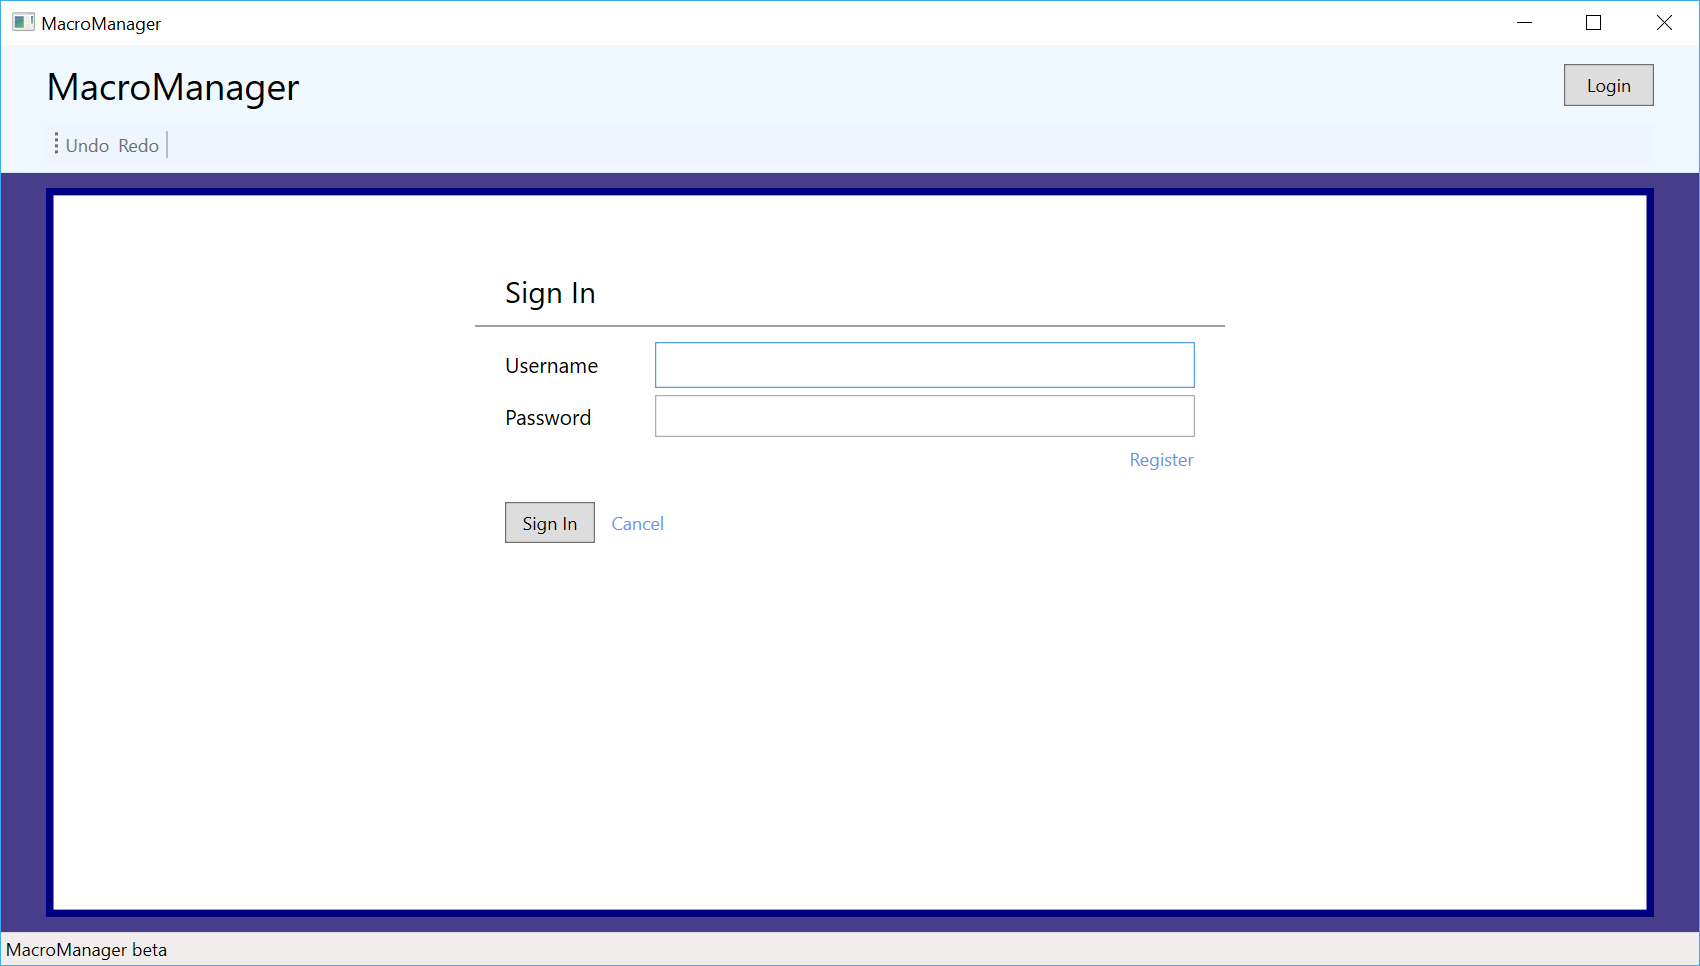 MacroManager
MacroManager
Login
Undo Redo
Sign In
Username
Password
Register
Sign In Cancel
MacroManager beta